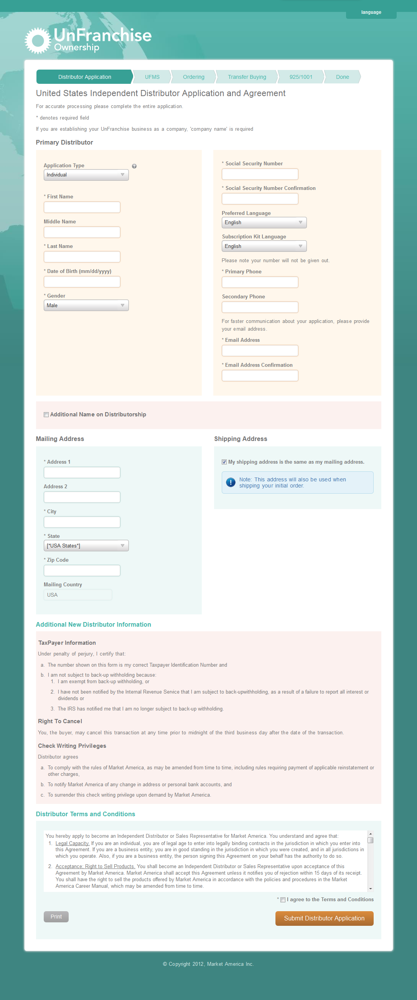 language
UnFranchise
Ownership
Distributor Application
UFMS
Ordering
Transfer Buying
925/1001
Done
United States Independent Distributor Application and Agreement
For accurate processing please complete the entire application.
* denotes required field
If you are establishing your UnFranchise business as a company, 'company name' is required
Primary Distributor
Application Type
?
Individual
* First Name
Middle Name
* Last Name
* Date of Birth (mm/dd/yyyy)
* Gender
Male
* Social Security Number
* Social Security Number Confirmation
Preferred Language
English
Subscription Kit Language
English
Please note your number will not be given out.
* Primary Phone
Secondary Phone
For faster communication about your application, please provide
your email address.
* Email Address
* Email Address Confirmation
Additional Name on Distributorship
Mailing Address
* Address 1
Address 2
* City
* State
[*USA States*]
* Zip Code
Mailing Country
USA
Shipping Address
My shipping address is the same as my mailing address.
! Note: This address will also be used when
shipping your initial order.
Additional New Distributor Information
TaxPayer Information
Under penalty of perjury, I certify that:
a. The number shown on this form is my correct Taxpayer Identification Number and
b. I am not subject to back-up withholding because:
1. I am exempt from back-up withholding, or
2. I have not been notified by the Internal Revenue Service that I am subject to back-upwithholding, as a result of a failure to report all interest or
dividends or
3. The IRS has notified me that I am no longer subject to back-up withholding.
Right To Cancel
You, the buyer, may cancel this transaction at any time prior to midnight of the third business day after the date of the transaction.
Check Writing Privileges
Distributor agrees
a. To comply with the rules of Market America, as may be amended from time to time, including rules requiring payment of applicable reinstatement or
other charges,
b. To notify Market America of any change in address or personal bank accounts, and
c. To surrender this check writing privilege upon demand by Market America.
Distributor Terms and Conditions
You hereby apply to become an Independent Distributor or Sales Representative for Market America. You understand and agree that:
1. Legal Capacity. If you are an individual, you are of legal age to enter into legally binding contracts in the jurisdiction in which you enter into
this Agreement. If you are a business entity, you are in good standing in the jurisdiction in which you were created, and in all jurisdictions in
which you operate. Also, if you are a business entity, the person signing this Agreement on your behalf has the authority to do so.
2. Acceptance; Right to Sell Products. You shall become an Independent Distributor or Sales Representative upon acceptance of this
Agreement by Market America. Market America shall accept this Agreement unless it notifies you of rejection within 15 days of its receipt.
You shall have the right to sell the products offered by Market America in accordance with the policies and procedures in the Market
America Career Manual, which may be amended from time to time.
* I agree to the Terms and Conditions
Print
Submit Distributor Application
© Copyright 2012, Market America Inc.